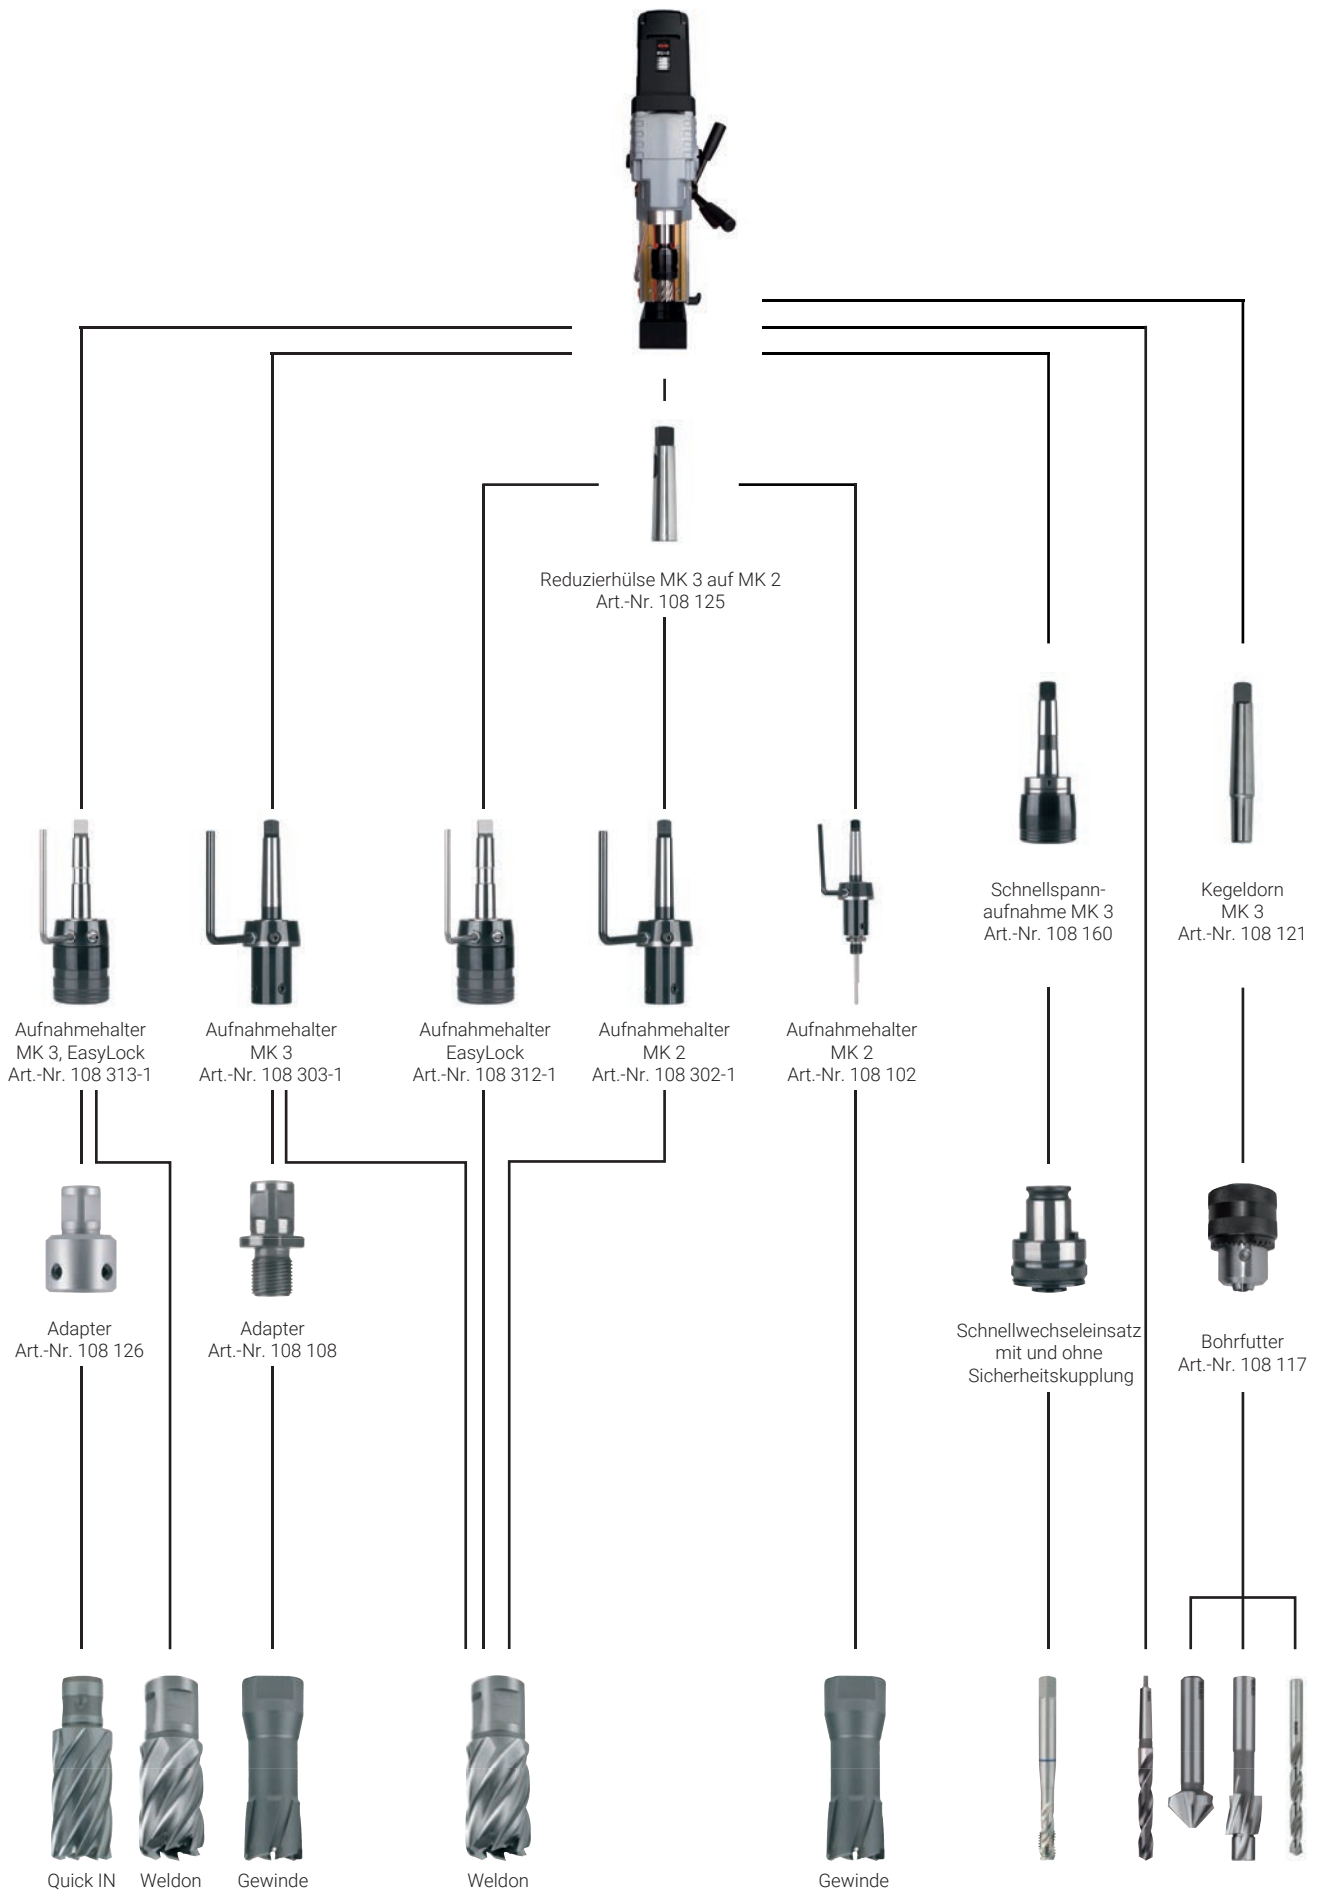 Reduzierhülse MK 3 auf MK 2
Art.-Nr. 108 125
Schnellspann-
aufnahme MK 3
Art.-Nr. 108 160
Kegeldorn
MK 3
Art.-Nr. 108 121
Aufnahmehalter
MK 3, EasyLock
Art.-Nr. 108 313-1
Aufnahmehalter
MK 3
Art.-Nr. 108 303-1
Aufnahmehalter
EasyLock
Art.-Nr. 108 312-1
Aufnahmehalter
MK 2
Art.-Nr. 108 302-1
Aufnahmehalter
MK 2
Art.-Nr. 108 102
Adapter
Art.-Nr. 108 126
Adapter
Art.-Nr. 108 108
Schnellwechseleinsatz
mit und ohne
Sicherheitskupplung
Bohrfutter
Art.-Nr. 108 117
Quick IN
Weldon
Gewinde
Weldon
Gewinde